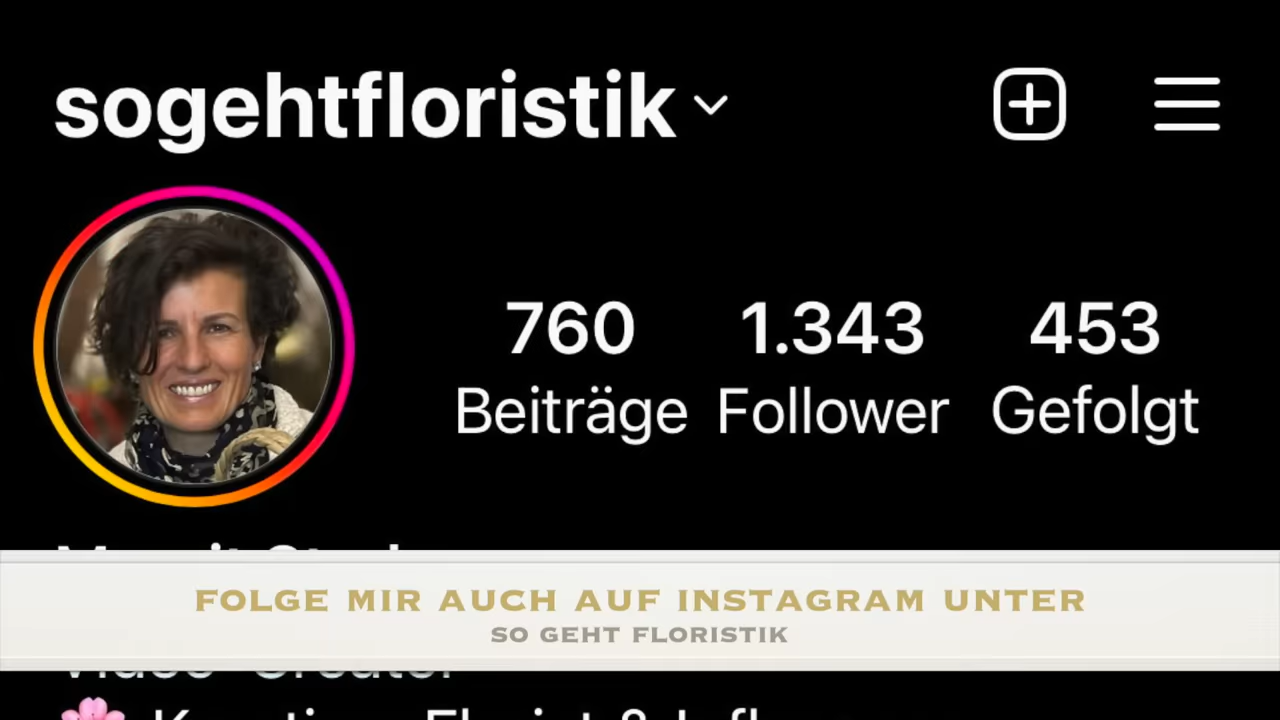 sogehtfloristik
760 1.343 453
Beiträge Follower Gefolgt
FOLGE MIR AUCH AUF INSTAGRAM UNTER
SO GEHT FLORISTIK